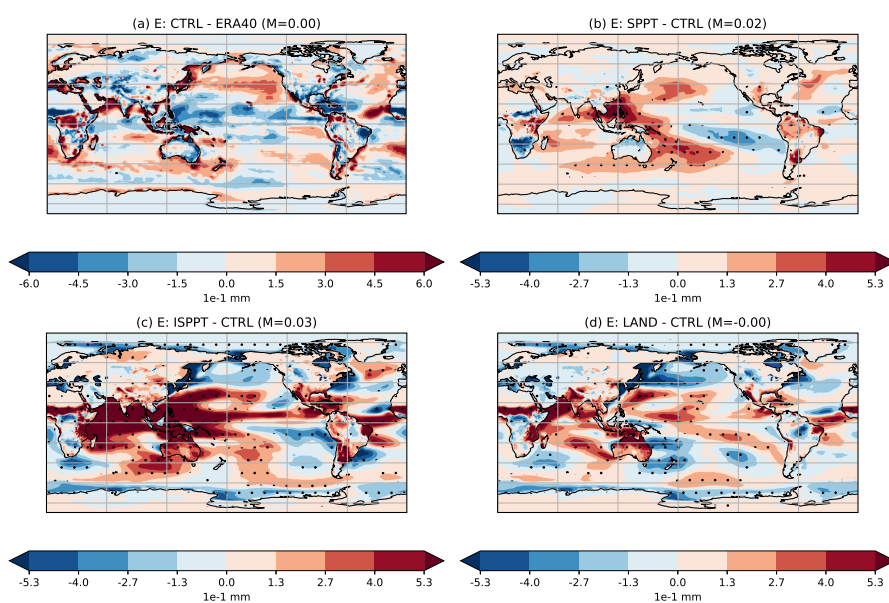 (a) E: CTRL - ERA40 (M=0.00)
(b) E: SPPT - CTRL (M=0.02)
-6.0 -4.5 -3.0 -1.5 0.0 1.5 3.0 4.5 6.0
1e-1 mm
-5.3 -4.0 -2.7 -1.3 0.0 1.3 2.7 4.0 5.3
1e-1 mm
(c) E: ISPPT - CTRL (M=0.03)
(d) E: LAND - CTRL (M=-0.00)
-5.3 -4.0 -2.7 -1.3 0.0 1.3 2.7 4.0 5.3
1e-1 mm
-5.3 -4.0 -2.7 -1.3 0.0 1.3 2.7 4.0 5.3
1e-1 mm